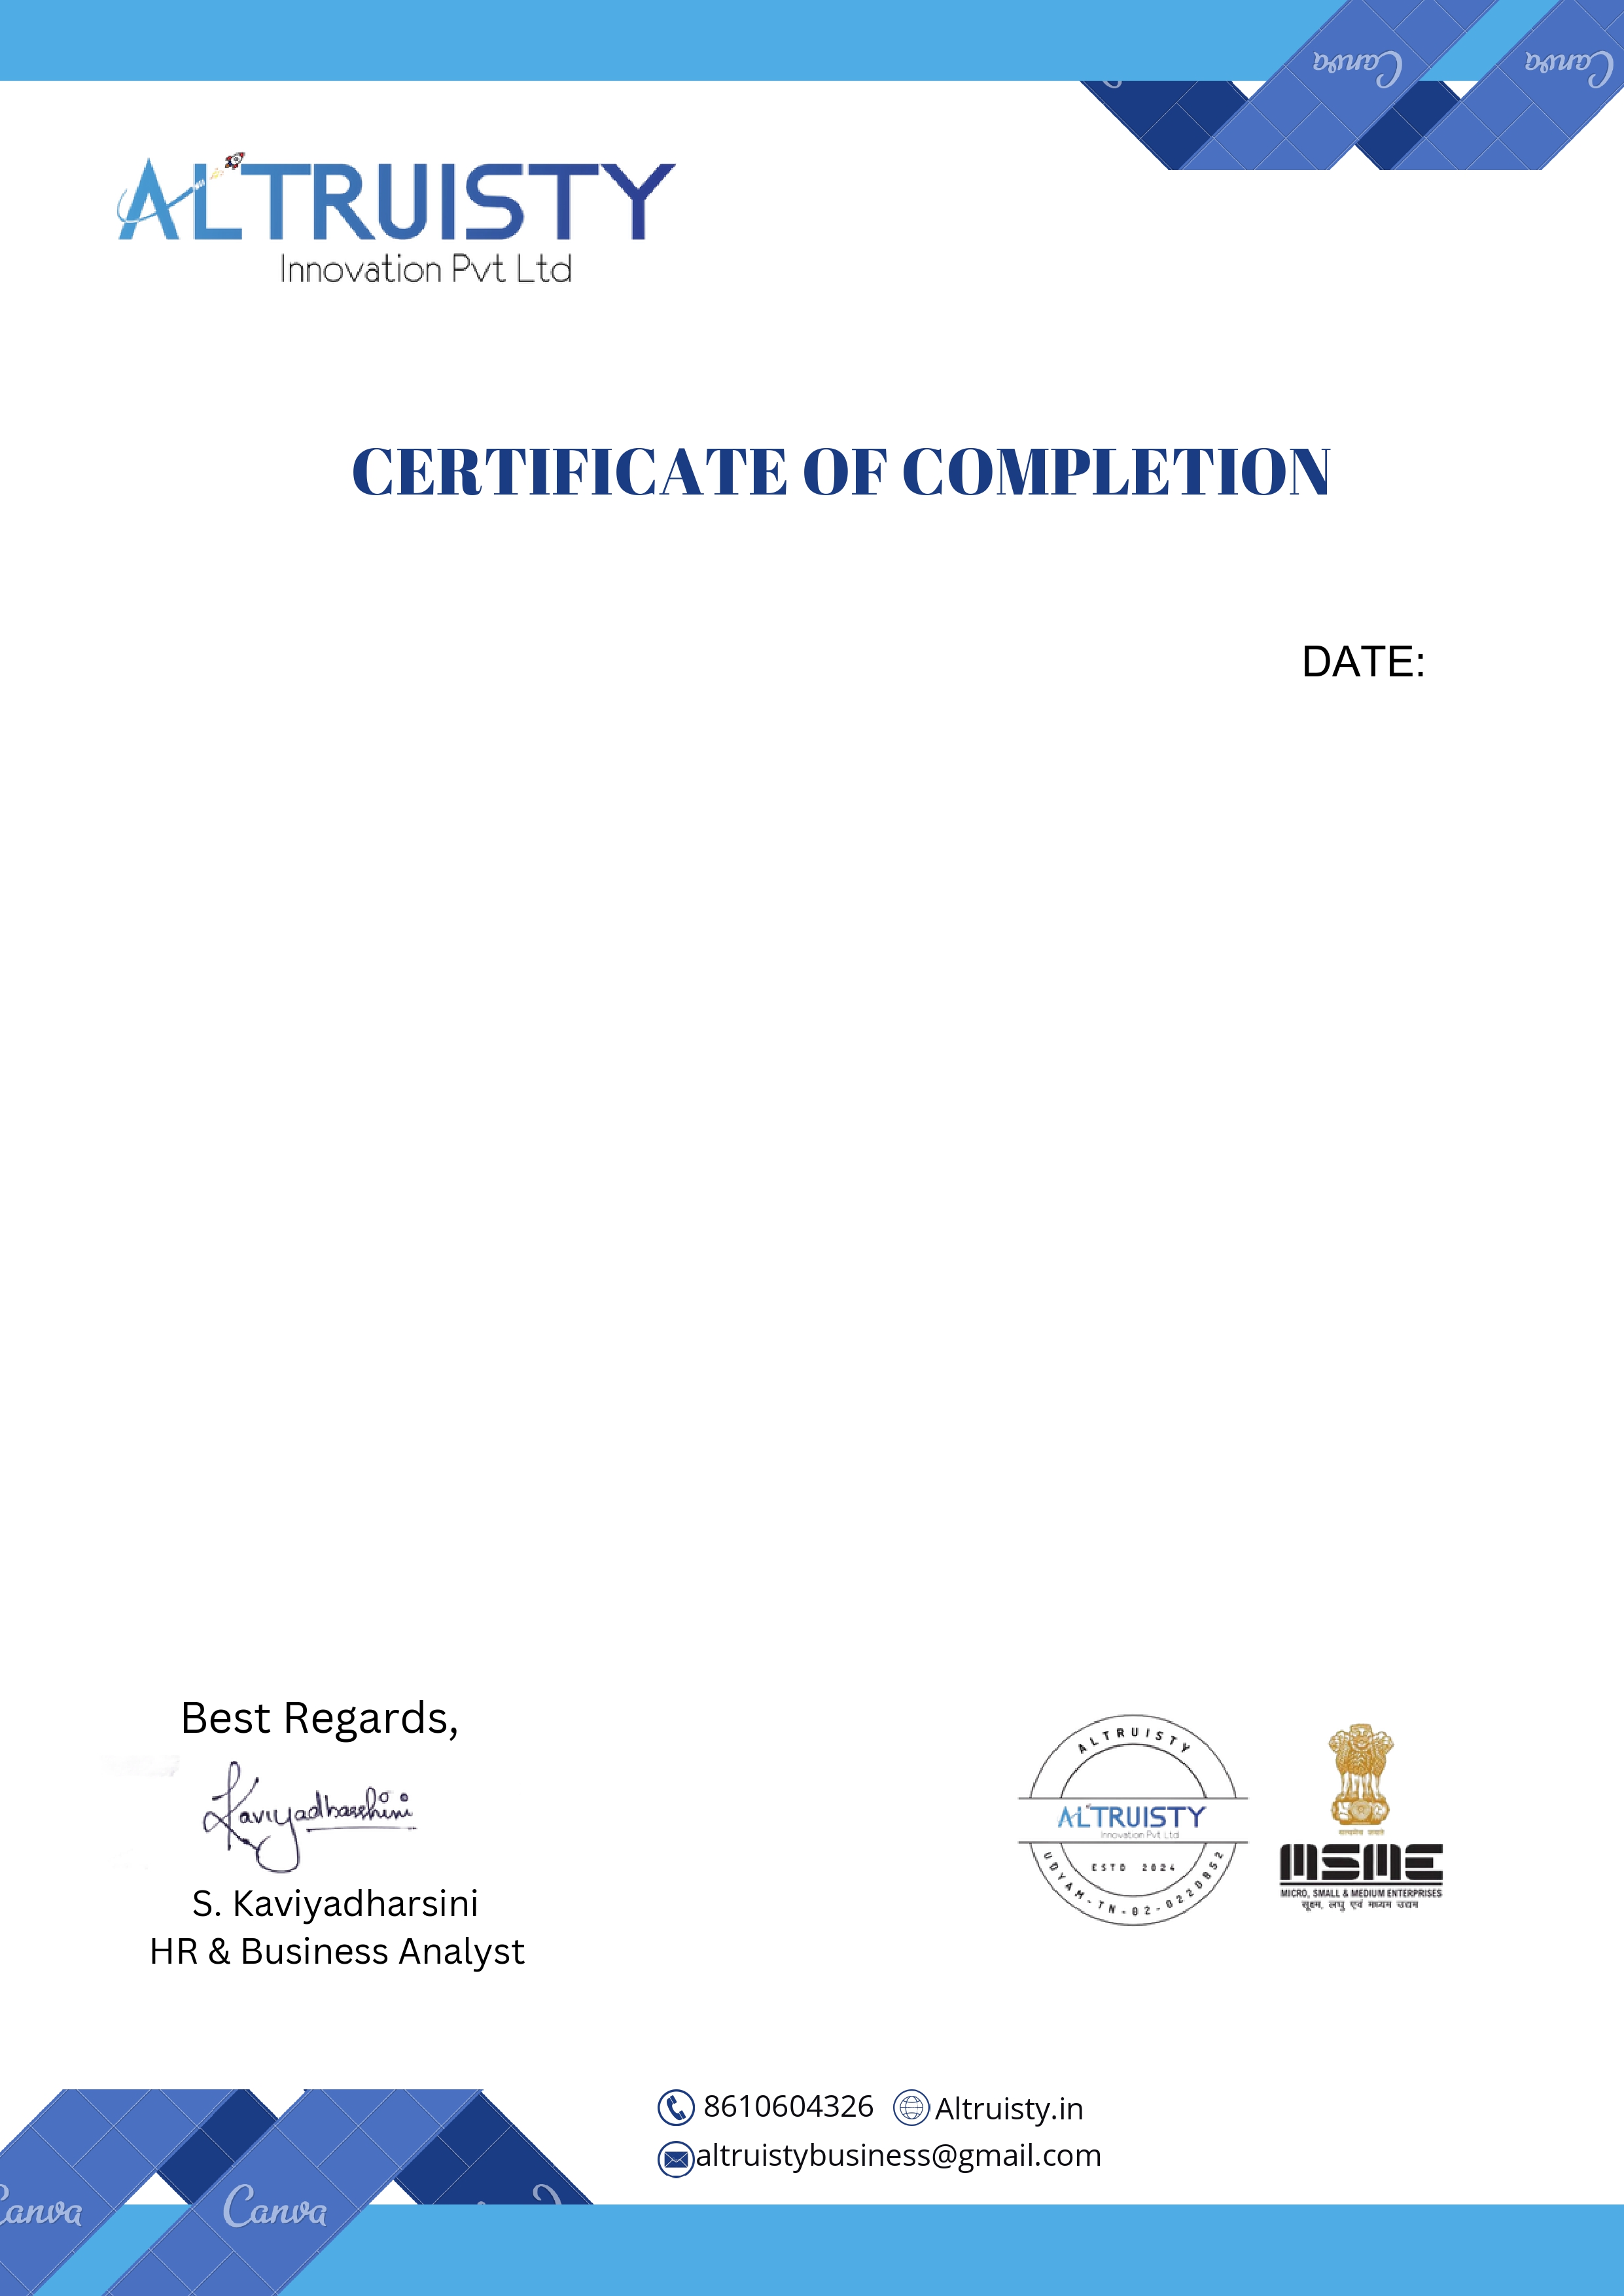 Canva Canva
ALTRUISTY
Innovation Pvt Ltd
CERTIFICATE OF COMPLETION
DATE:
Best Regards,
Kaviyadharshini
S. Kaviyadharsini
HR & Business Analyst
ALTRUISTY
ALTRUISTY
Innovation Pvt Ltd
ESTD 2024
UDYAM-TN-02-0220852
सत्यमेव जयते
MSME
MICRO, SMALL & MEDIUM ENTERPRISES
सूक्ष्म, लघु एवं मध्यम उद्यम
8610604326 Altruisty.in
altruistybusiness@gmail.com
Canva Canva